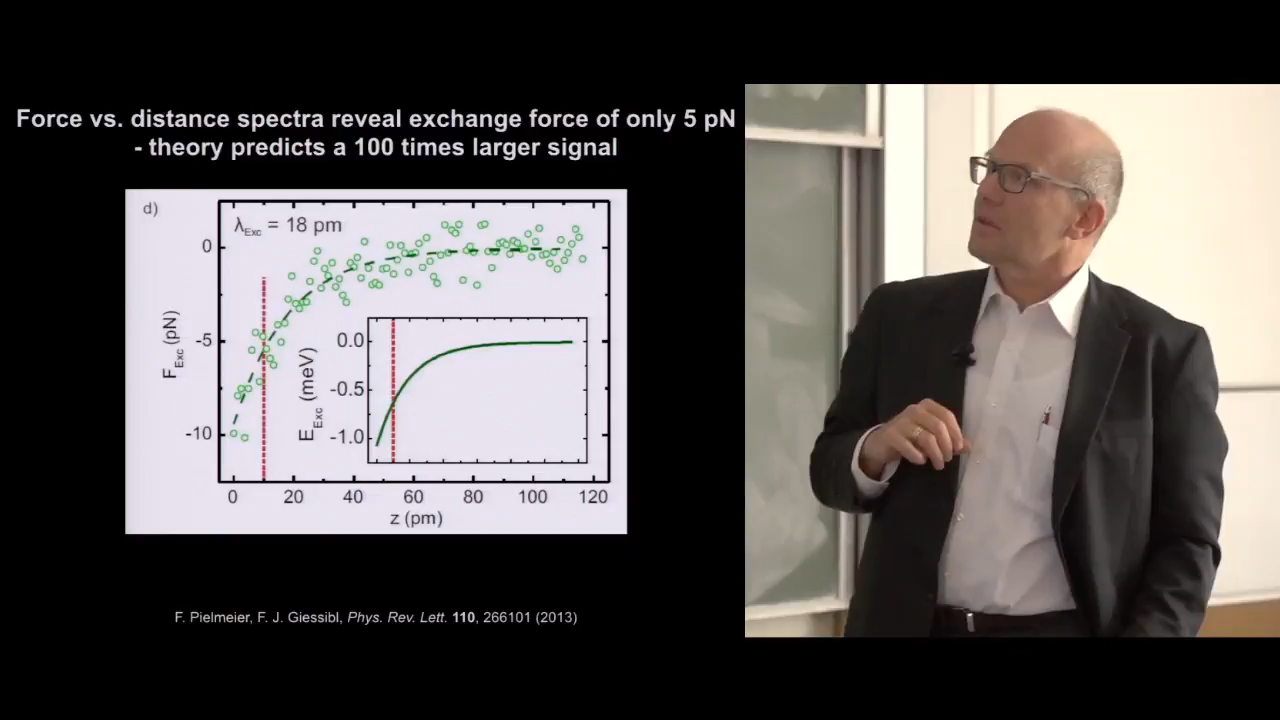 Force vs. distance spectra reveal exchange force of only 5 pN
- theory predicts a 100 times larger signal
d)
λExc = 18 pm
0
-5
-10
FExc (pN)
0.0
-0.5
-1.0
EExc (meV)
0 20 40 60 80 100 120
z (pm)
F. Pielmeier, F. J. Giessibl, Phys. Rev. Lett. 110, 266101 (2013)